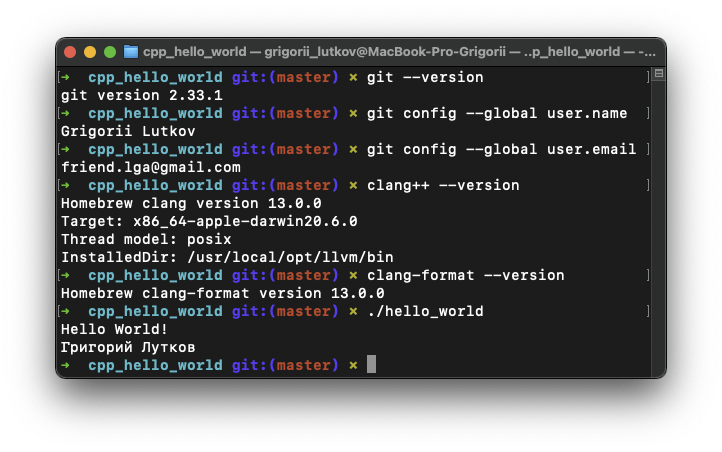 cpp_hello_world — grigorii_lutkov@MacBook-Pro-Grigorii — ..p_hello_world — -...
[➜  cpp_hello_world git:(master) × git --version ]
git version 2.33.1
[➜  cpp_hello_world git:(master) × git config --global user.name ]
Grigorii Lutkov
[➜  cpp_hello_world git:(master) × git config --global user.email ]
friend.lga@gmail.com
[➜  cpp_hello_world git:(master) × clang++ --version ]
Homebrew clang version 13.0.0
Target: x86_64-apple-darwin20.6.0
Thread model: posix
InstalledDir: /usr/local/opt/llvm/bin
[➜  cpp_hello_world git:(master) × clang-format --version ]
Homebrew clang-format version 13.0.0
[➜  cpp_hello_world git:(master) × ./hello_world ]
Hello World!
Григорий Лутков
➜  cpp_hello_world git:(master) ×